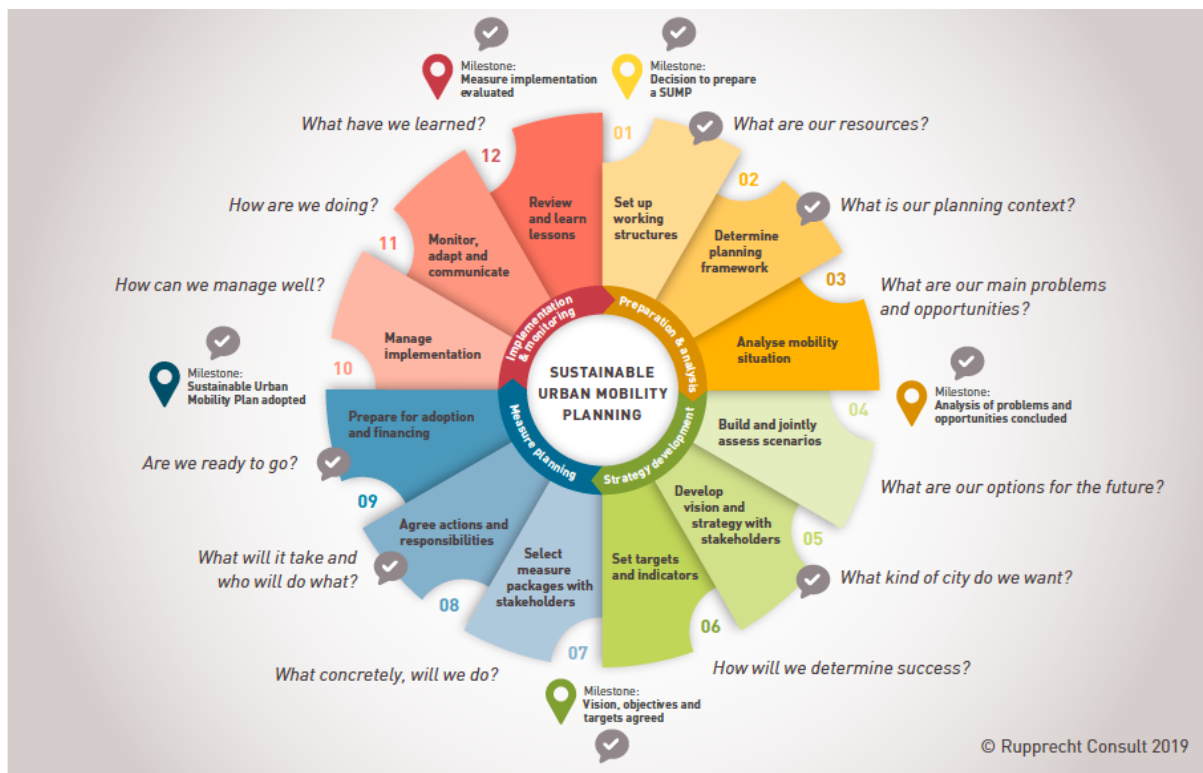 Milestone:
Measure implementation
evaluated
Milestone:
Decision to prepare
a SUMP
What have we learned?
What are our resources?
How are we doing?
What is our planning context?
How can we manage well?
What are our main problems
and opportunities?
Milestone:
Sustainable Urban
Mobility Plan adopted
Milestone:
Analysis of problems and
opportunities concluded
Are we ready to go?
What are our options for the future?
What will it take and
who will do what?
What kind of city do we want?
What concretely, will we do?
How will we determine success?
Milestone:
Vision, objectives and
targets agreed
01
Set up
working
structures
02
Determine
planning
framework
03
Analyse mobility
situation
04
Build and jointly
assess scenarios
05
Develop
vision and
strategy with
stakeholders
06
Set targets
and indicators
07
Select
measure
packages with
stakeholders
08
Agree actions and
responsibilities
09
Prepare for adoption
and financing
10
Manage
implementation
11
Monitor,
adapt and
communicate
12
Review
and learn
lessons
Preparation & analysis
Strategy development
Measure planning
Implementation
& monitoring
SUSTAINABLE
URBAN MOBILITY
PLANNING
© Rupprecht Consult 2019